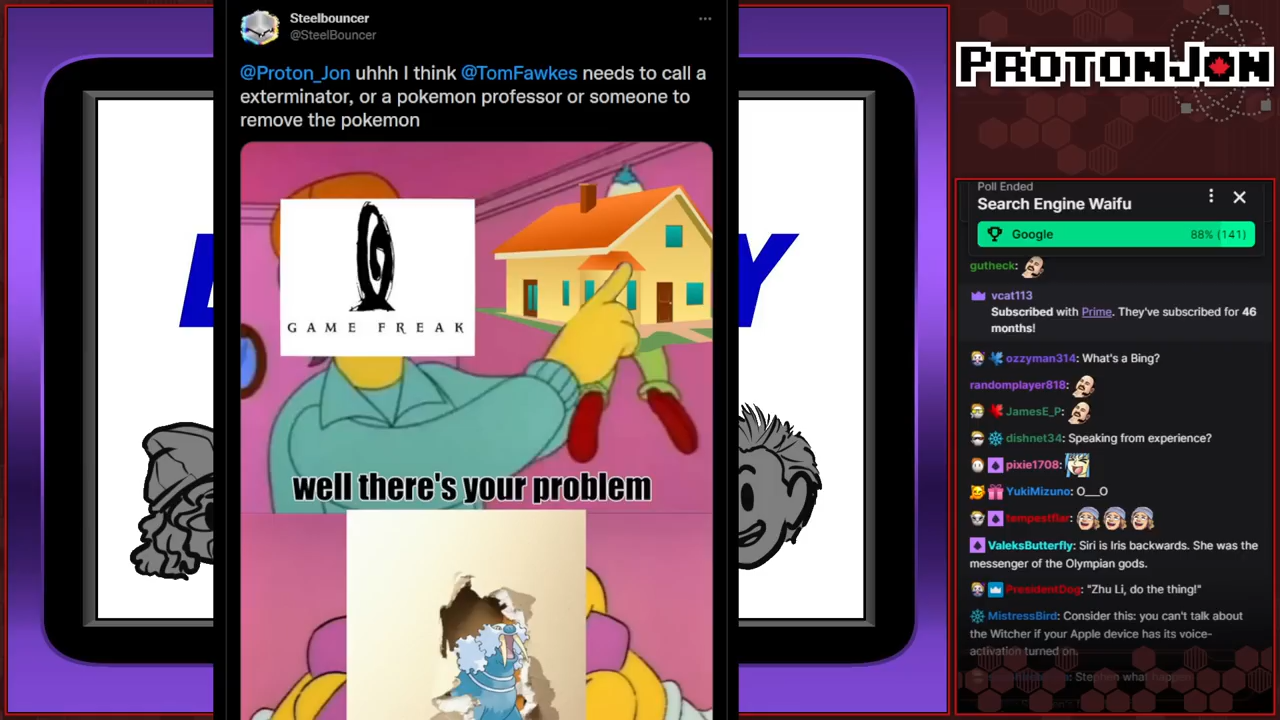 Steelbouncer
@SteelBouncer
@Proton_Jon uhhh I think @TomFawkes needs to call a
exterminator, or a pokemon professor or someone to
remove the pokemon
GAME FREAK
well there's your problem
Y
PROTONJON
Poll Ended
Search Engine Waifu
Google 88% (141)
gutheck:
vcat113
Subscribed with Prime. They've subscribed for 46
months!
ozzyman314: What's a Bing?
randomplayer818:
JamesE_P:
dishnet34: Speaking from experience?
pixie1708:
YukiMizuno: O__O
tempestflar:
ValeksButterfly: Siri is Iris backwards. She was the
messenger of the Olympian gods.
PresidentDog: "Zhu Li, do the thing!"
MistressBird: Consider this: you can't talk about
the Witcher if your Apple device has its voice-
activation turned on.
Stephen what